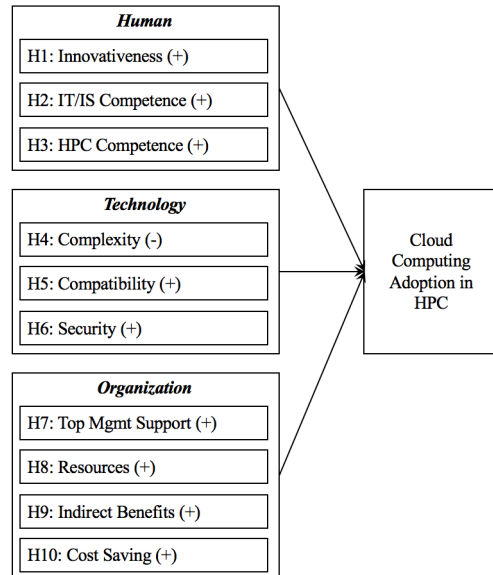 Human
H1: Innovativeness (+)
H2: IT/IS Competence (+)
H3: HPC Competence (+)
Technology
H4: Complexity (-)
H5: Compatibility (+)
H6: Security (+)
Organization
H7: Top Mgmt Support (+)
H8: Resources (+)
H9: Indirect Benefits (+)
H10: Cost Saving (+)
Cloud
Computing
Adoption in
HPC